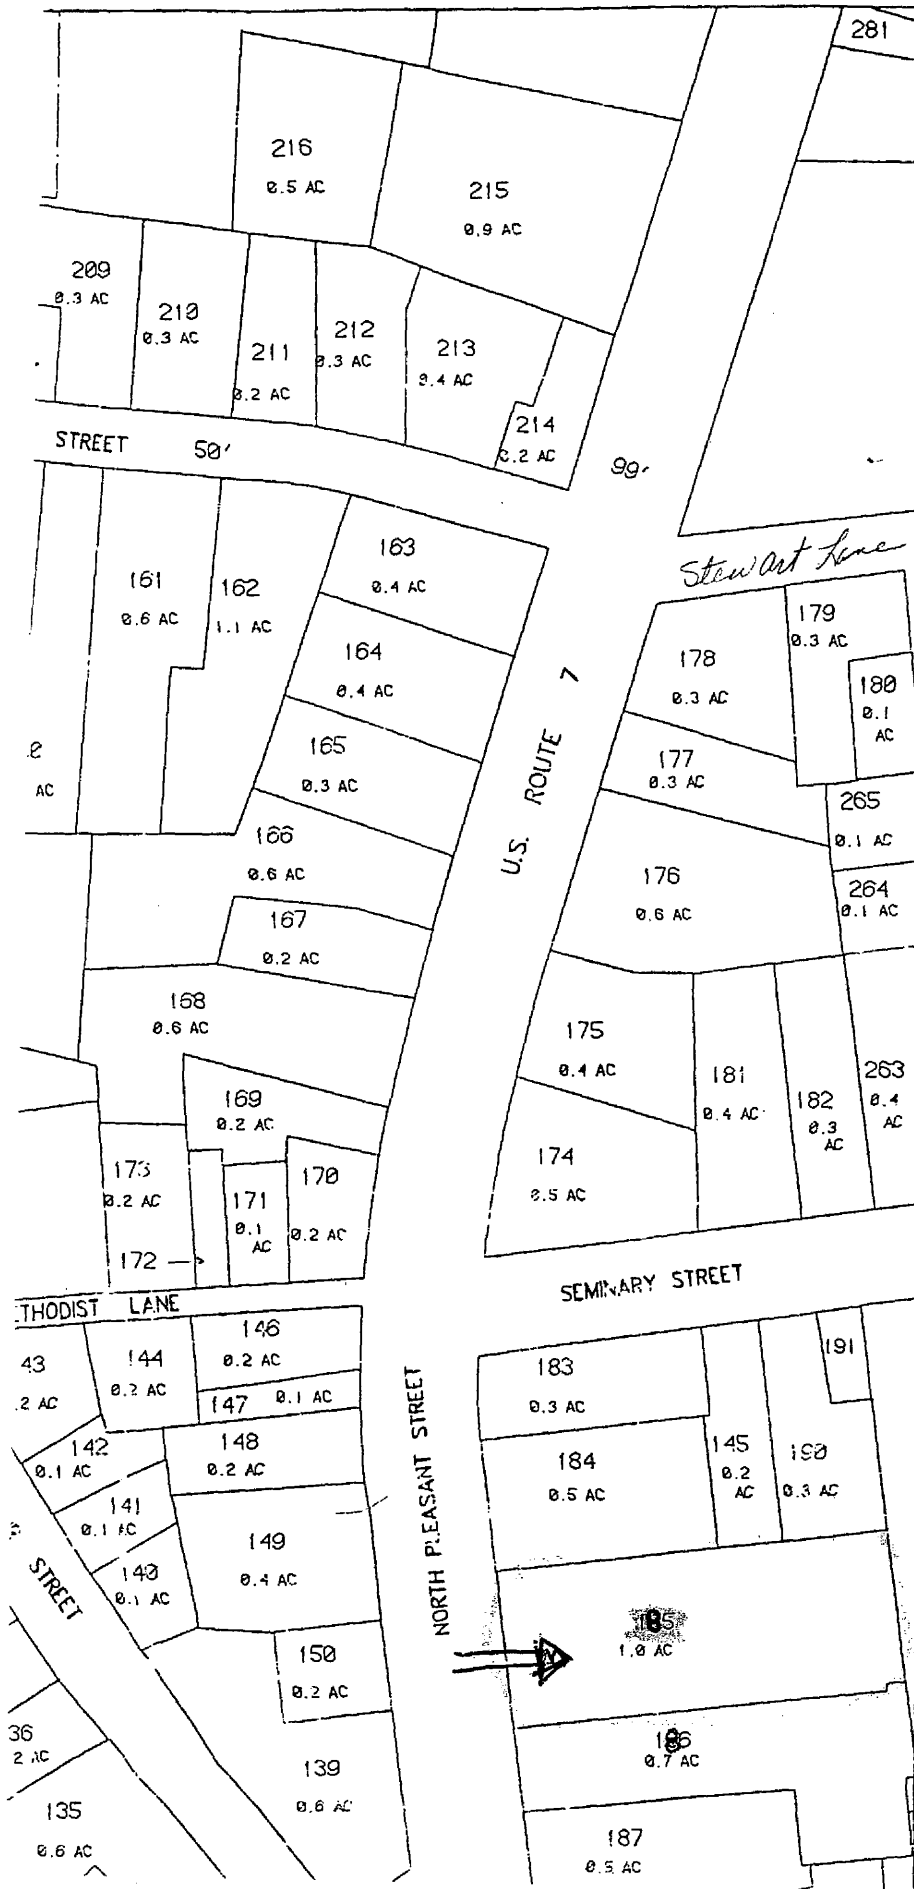 281
216
0.5 AC
215
0.9 AC
209
0.3 AC
210
0.3 AC
211
0.2 AC
212
0.3 AC
213
0.4 AC
214
0.2 AC
STREET 50'
99'
Stewart Lane
161
0.6 AC
162
1.1 AC
163
0.4 AC
164
0.4 AC
165
0.3 AC
AC
166
0.6 AC
167
0.2 AC
168
0.6 AC
U.S. ROUTE 7
178
0.3 AC
179
0.3 AC
180
0.1
AC
177
0.3 AC
265
0.1 AC
176
0.6 AC
264
0.1 AC
175
0.4 AC
181
0.4 AC
182
0.3
AC
263
0.4
AC
174
0.5 AC
169
0.2 AC
173
0.2 AC
171
0.1
AC
170
0.2 AC
172
THODIST LANE
SEMINARY STREET
43
.2 AC
144
0.2 AC
146
0.2 AC
147 0.1 AC
142
0.1 AC
148
0.2 AC
141
0.1 AC
149
0.4 AC
140
0.1 AC
STREET
150
0.2 AC
139
0.6 AC
36
2 AC
135
0.6 AC
NORTH PLEASANT STREET
183
0.3 AC
191
184
0.5 AC
145
0.2
AC
190
0.3 AC
185
1.0 AC
N
186
0.7 AC
187
0.5 AC